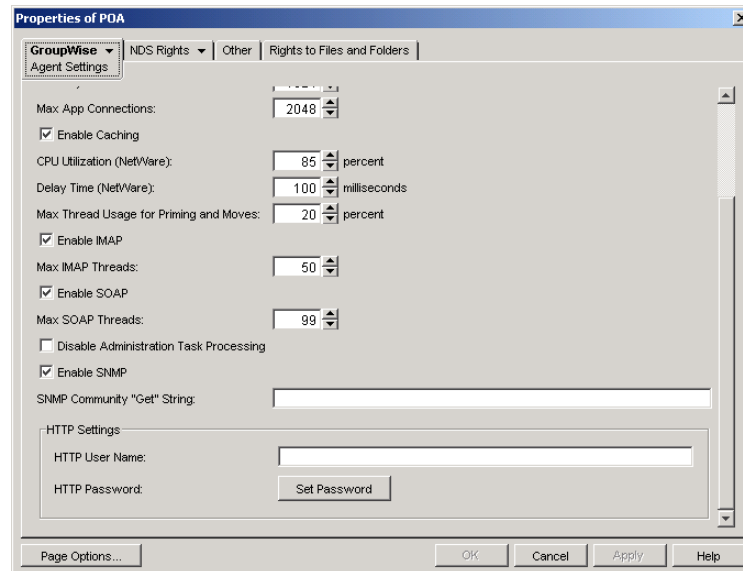 Properties of POA
GroupWise NDS Rights Other Rights to Files and Folders
Agent Settings
Max App Connections: 2048
Enable Caching
CPU Utilization (NetWare): 85 percent
Delay Time (NetWare): 100 milliseconds
Max Thread Usage for Priming and Moves: 20 percent
Enable IMAP
Max IMAP Threads: 50
Enable SOAP
Max SOAP Threads: 99
Disable Administration Task Processing
Enable SNMP
SNMP Community "Get" String:
HTTP Settings
HTTP User Name:
HTTP Password: Set Password
Page Options... OK Cancel Apply Help